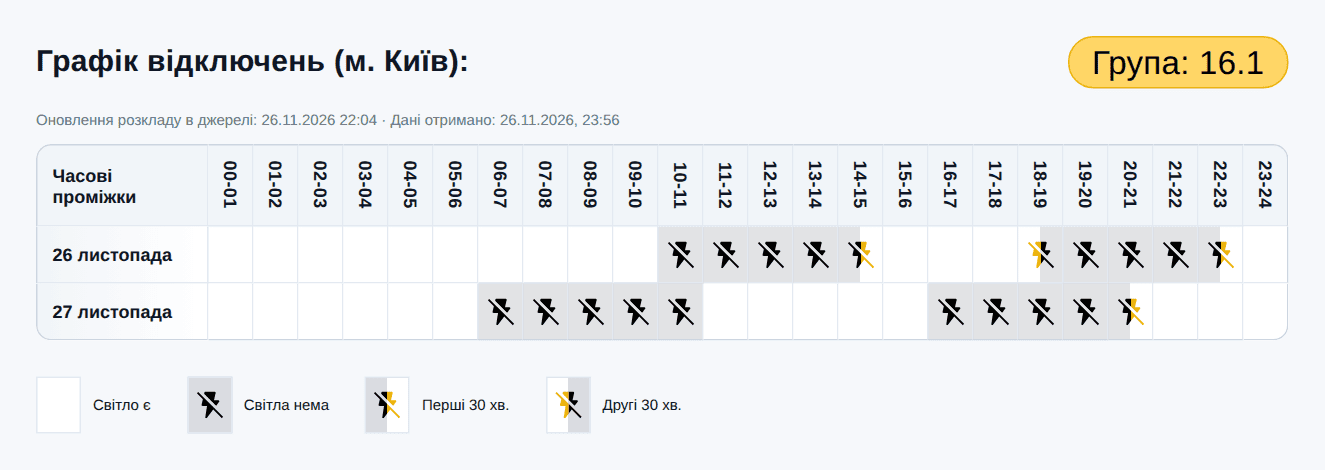 Графік відключень (м. Київ):
Група: 16.1
Оновлення розкладу в джерелі: 26.11.2026 22:04 · Дані отримано: 26.11.2026, 23:56
Часові
проміжки
00-01
01-02
02-03
03-04
04-05
05-06
06-07
07-08
08-09
09-10
10-11
11-12
12-13
13-14
14-15
15-16
16-17
17-18
18-19
19-20
20-21
21-22
22-23
23-24
26 листопада
27 листопада
Світло є
Світла нема
Перші 30 хв.
Другі 30 хв.